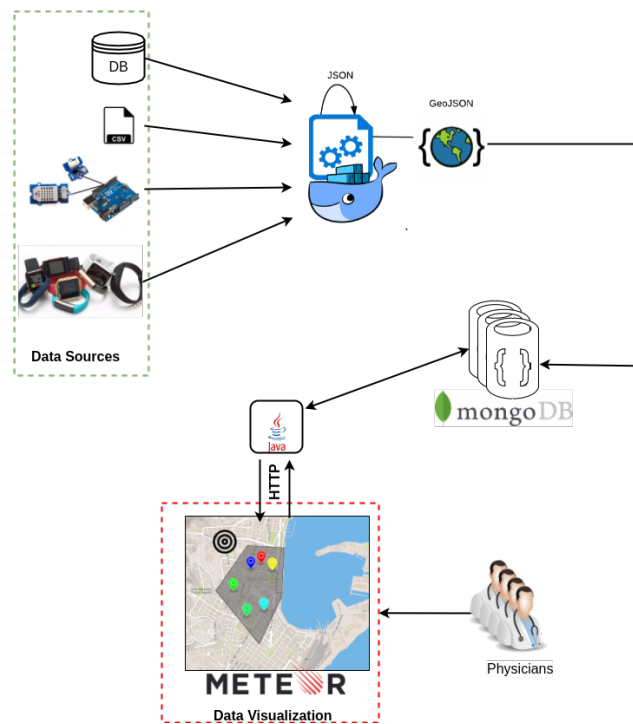 DB
JSON
GeoJSON
CSV
Data Sources
mongoDB
Java
HTTP
METEOR
Data Visualization
Physicians